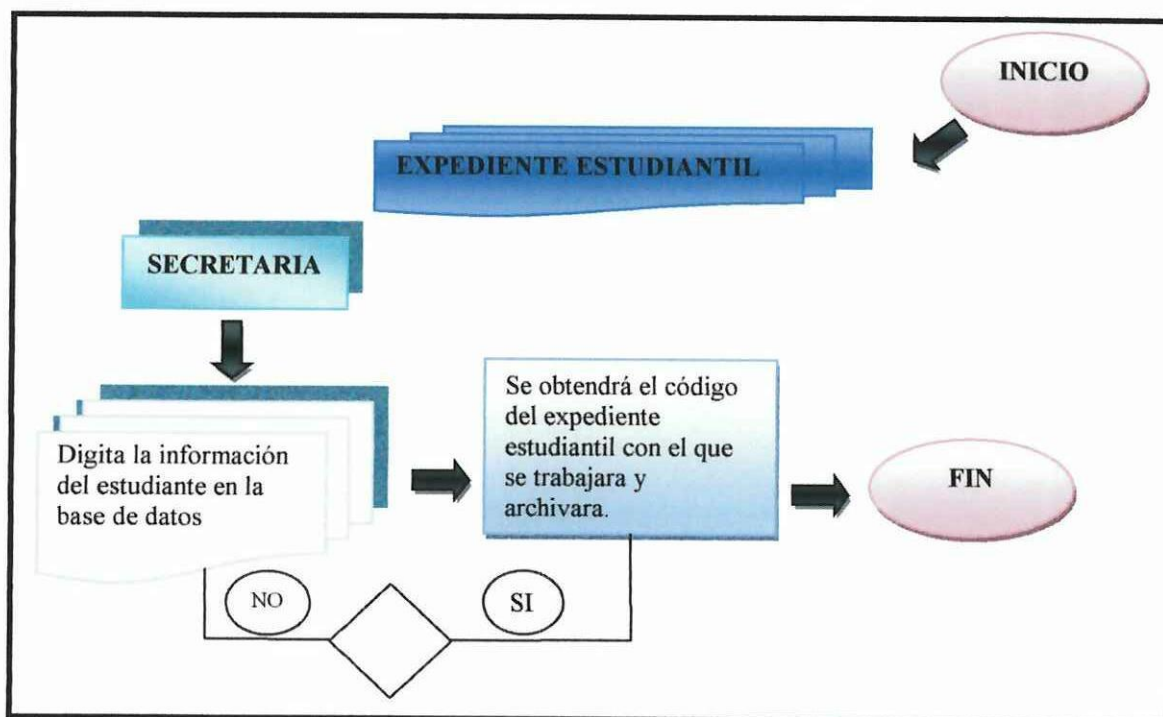 INICIO
EXPEDIENTE ESTUDIANTIL
SECRETARIA
Digita la información
del estudiante en la
base de datos
Se obtendrá el código
del expediente
estudiantil con el que
se trabajara y
archivara.
FIN
NO
SI